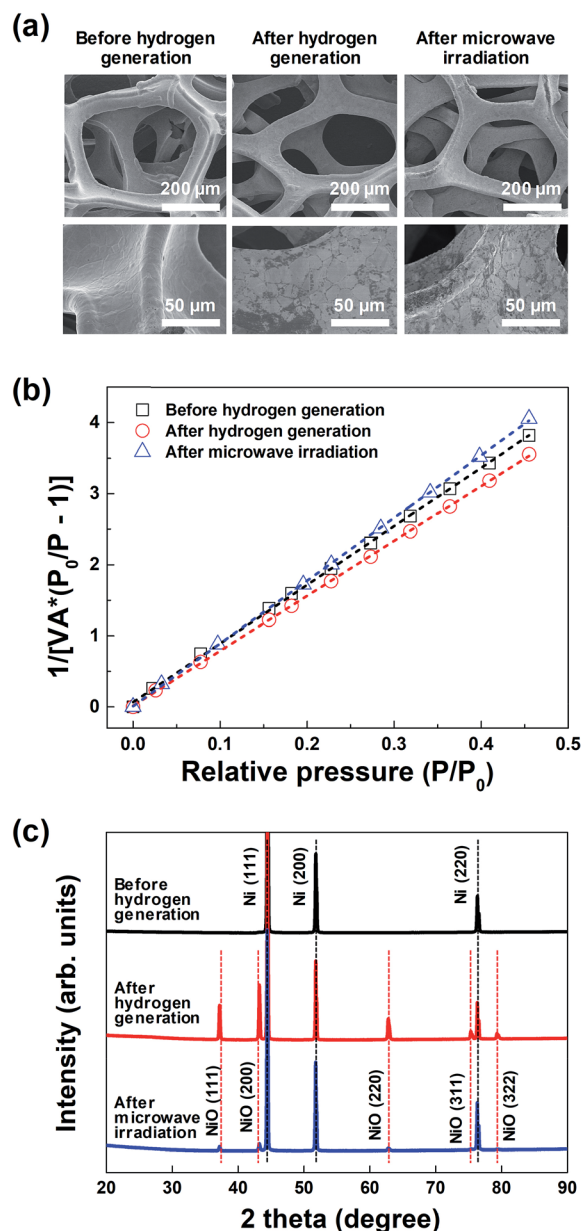 (a)
Before hydrogen
generation
After hydrogen
generation
After microwave
irradiation
200 μm
200 μm
200 μm
50 μm
50 μm
50 μm
(b)
1/[VA*(P₀/P - 1)]
4
3
2
1
0
Before hydrogen generation
After hydrogen generation
After microwave irradiation
0.0 0.1 0.2 0.3 0.4 0.5
Relative pressure (P/P₀)
(c)
Intensity (arb. units)
Before
hydrogen
generation
Ni (111)
Ni (200)
Ni (220)
After
hydrogen
generation
After
microwave
irradiation
NiO (111)
NiO (200)
NiO (220)
NiO (311)
NiO (322)
20 30 40 50 60 70 80 90
2 theta (degree)